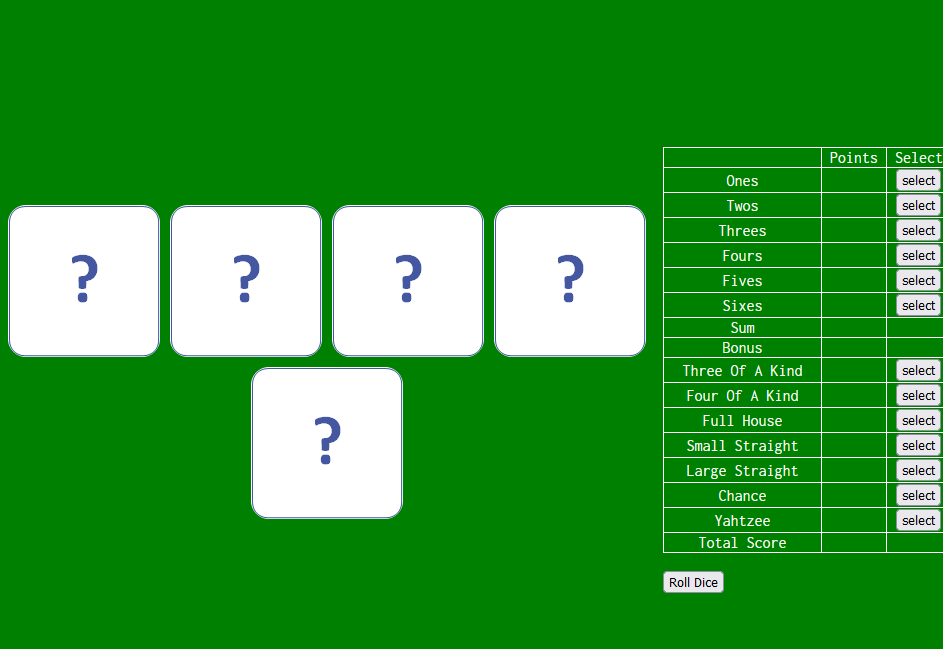 ? ? ? ?
?
Points Select
Ones select
Twos select
Threes select
Fours select
Fives select
Sixes select
Sum
Bonus
Three Of A Kind select
Four Of A Kind select
Full House select
Small Straight select
Large Straight select
Chance select
Yahtzee select
Total Score
Roll Dice